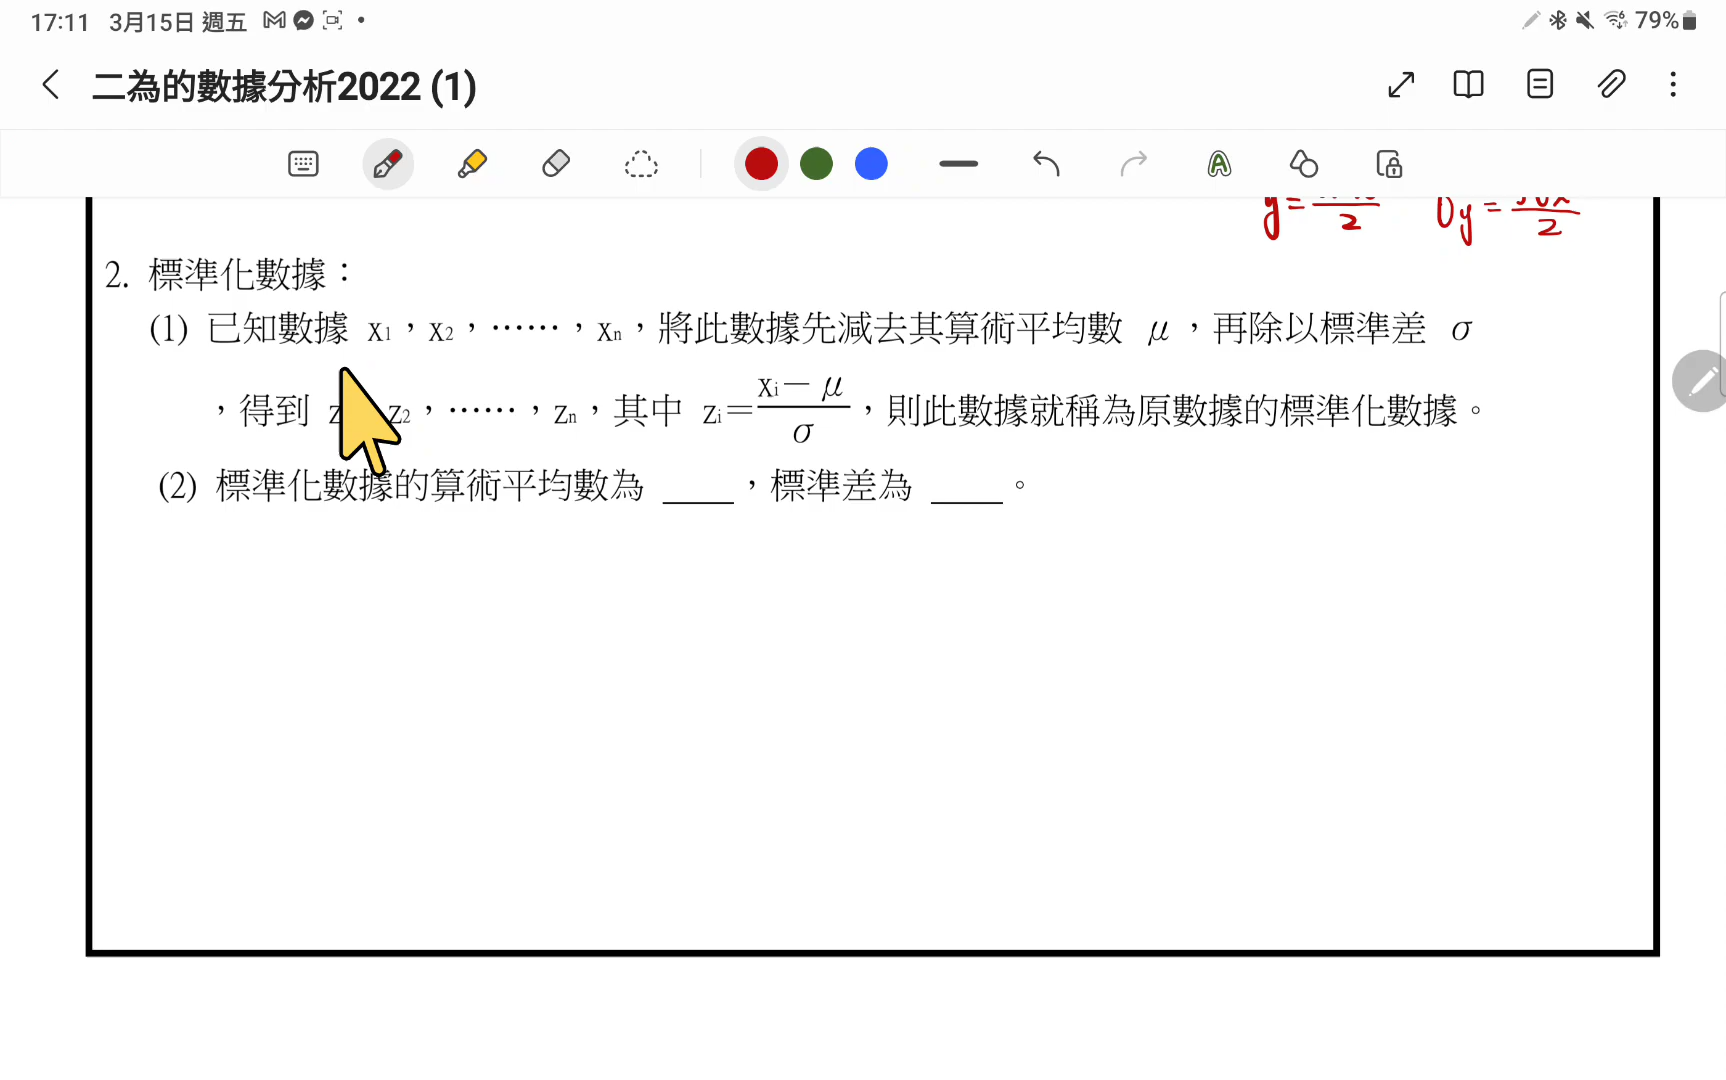 17:11 3月15日 週五 79%
二為的數據分析2022 (1)
2. 標準化數據：
(1) 已知數據 x1，x2，……，xn，將此數據先減去其算術平均數 μ，再除以標準差 σ
，得到 z2，……，zn，其中 zi=(xi－μ)/σ，則此數據就稱為原數據的標準化數據。
(2) 標準化數據的算術平均數為 ____，標準差為 ____。